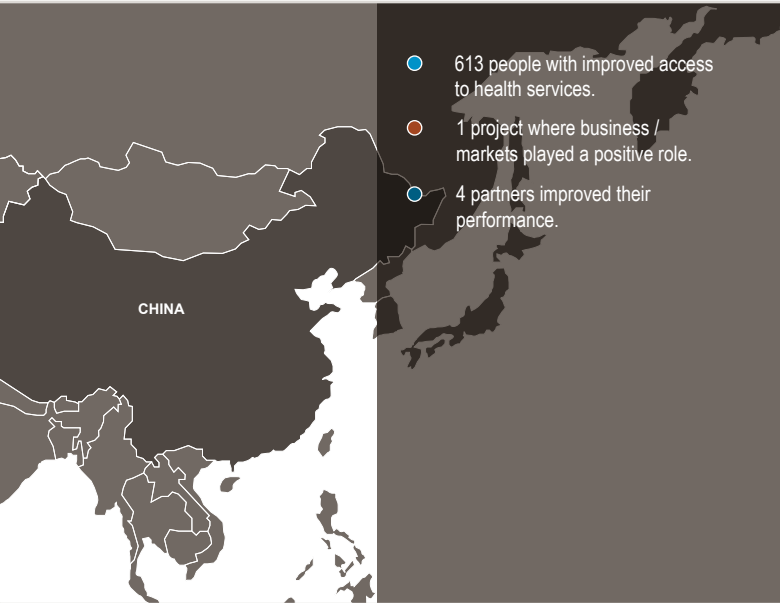 613 people with improved access
to health services.
1 project where business /
markets played a positive role.
4 partners improved their
performance.
CHINA